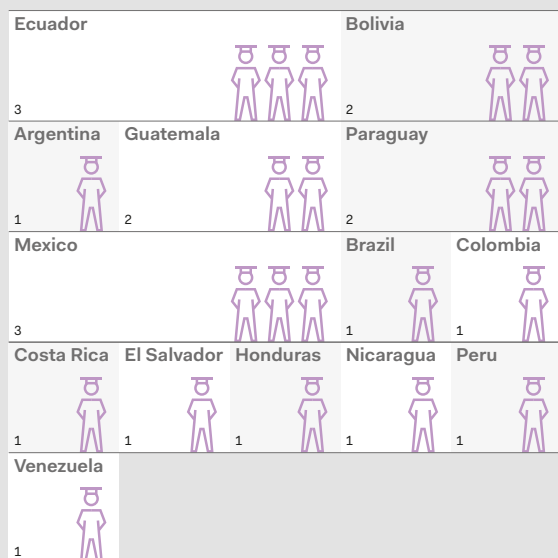 Ecuador
3
Bolivia
2
Argentina
1
Guatemala
2
Paraguay
2
Mexico
3
Brazil
1
Colombia
1
Costa Rica
1
El Salvador
1
Honduras
1
Nicaragua
1
Peru
1
Venezuela
1